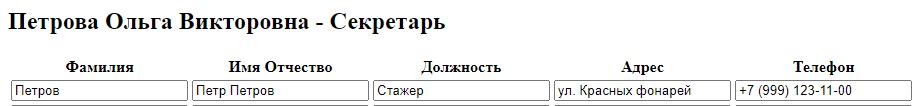 Петрова Ольга Викторовна - Секретарь
Фамилия Имя Отчество Должность Адрес Телефон
Петров Петр Петров Стажер ул. Красных фонарей +7 (999) 123-11-00